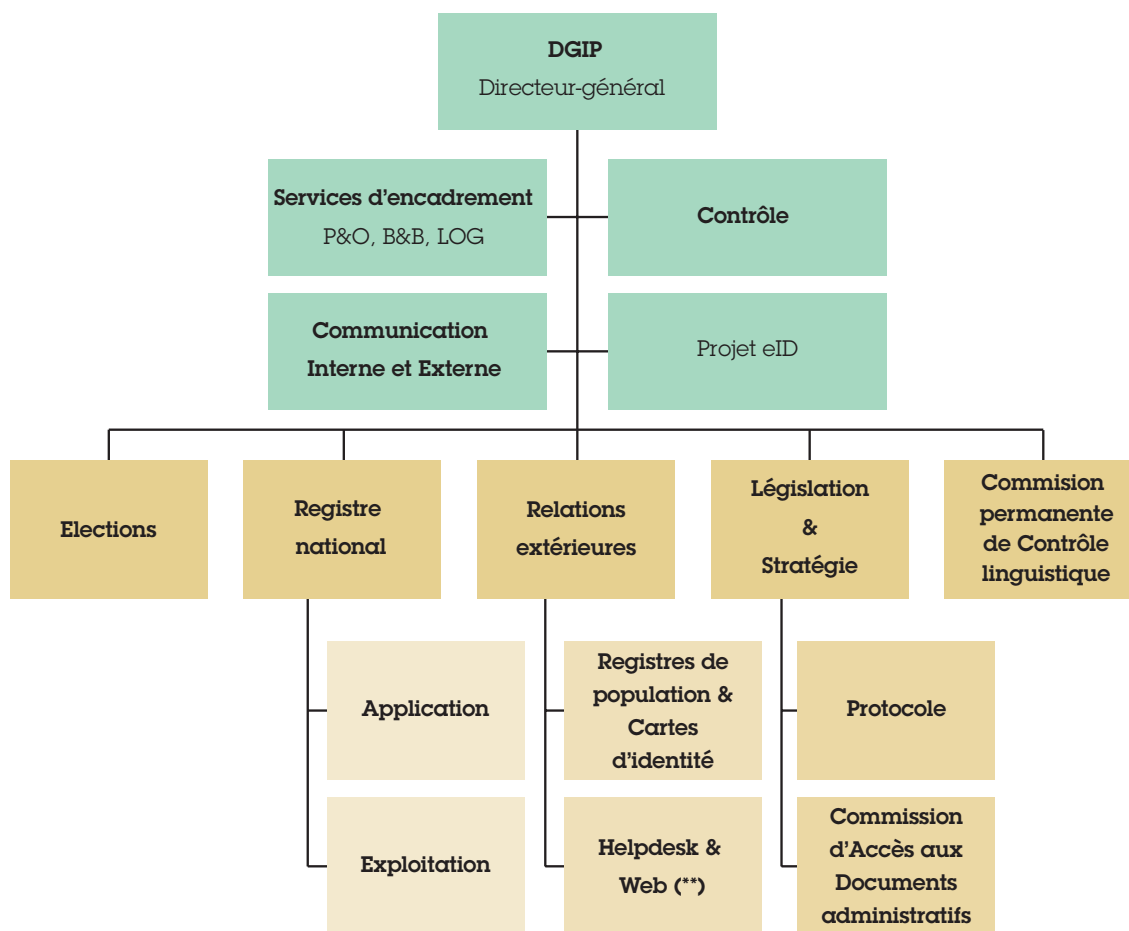 DGIP
Directeur-général
Services d'encadrement
P&O, B&B, LOG
Contrôle
Communication
Interne et Externe
Projet eID
Elections
Registre
national
Relations
extérieures
Législation
&
Stratégie
Commision
permanente
de Contrôle
linguistique
Application
Registres de
population &
Cartes
d'identité
Protocole
Exploitation
Helpdesk &
Web (**)
Commission
d'Accès aux
Documents
administratifs